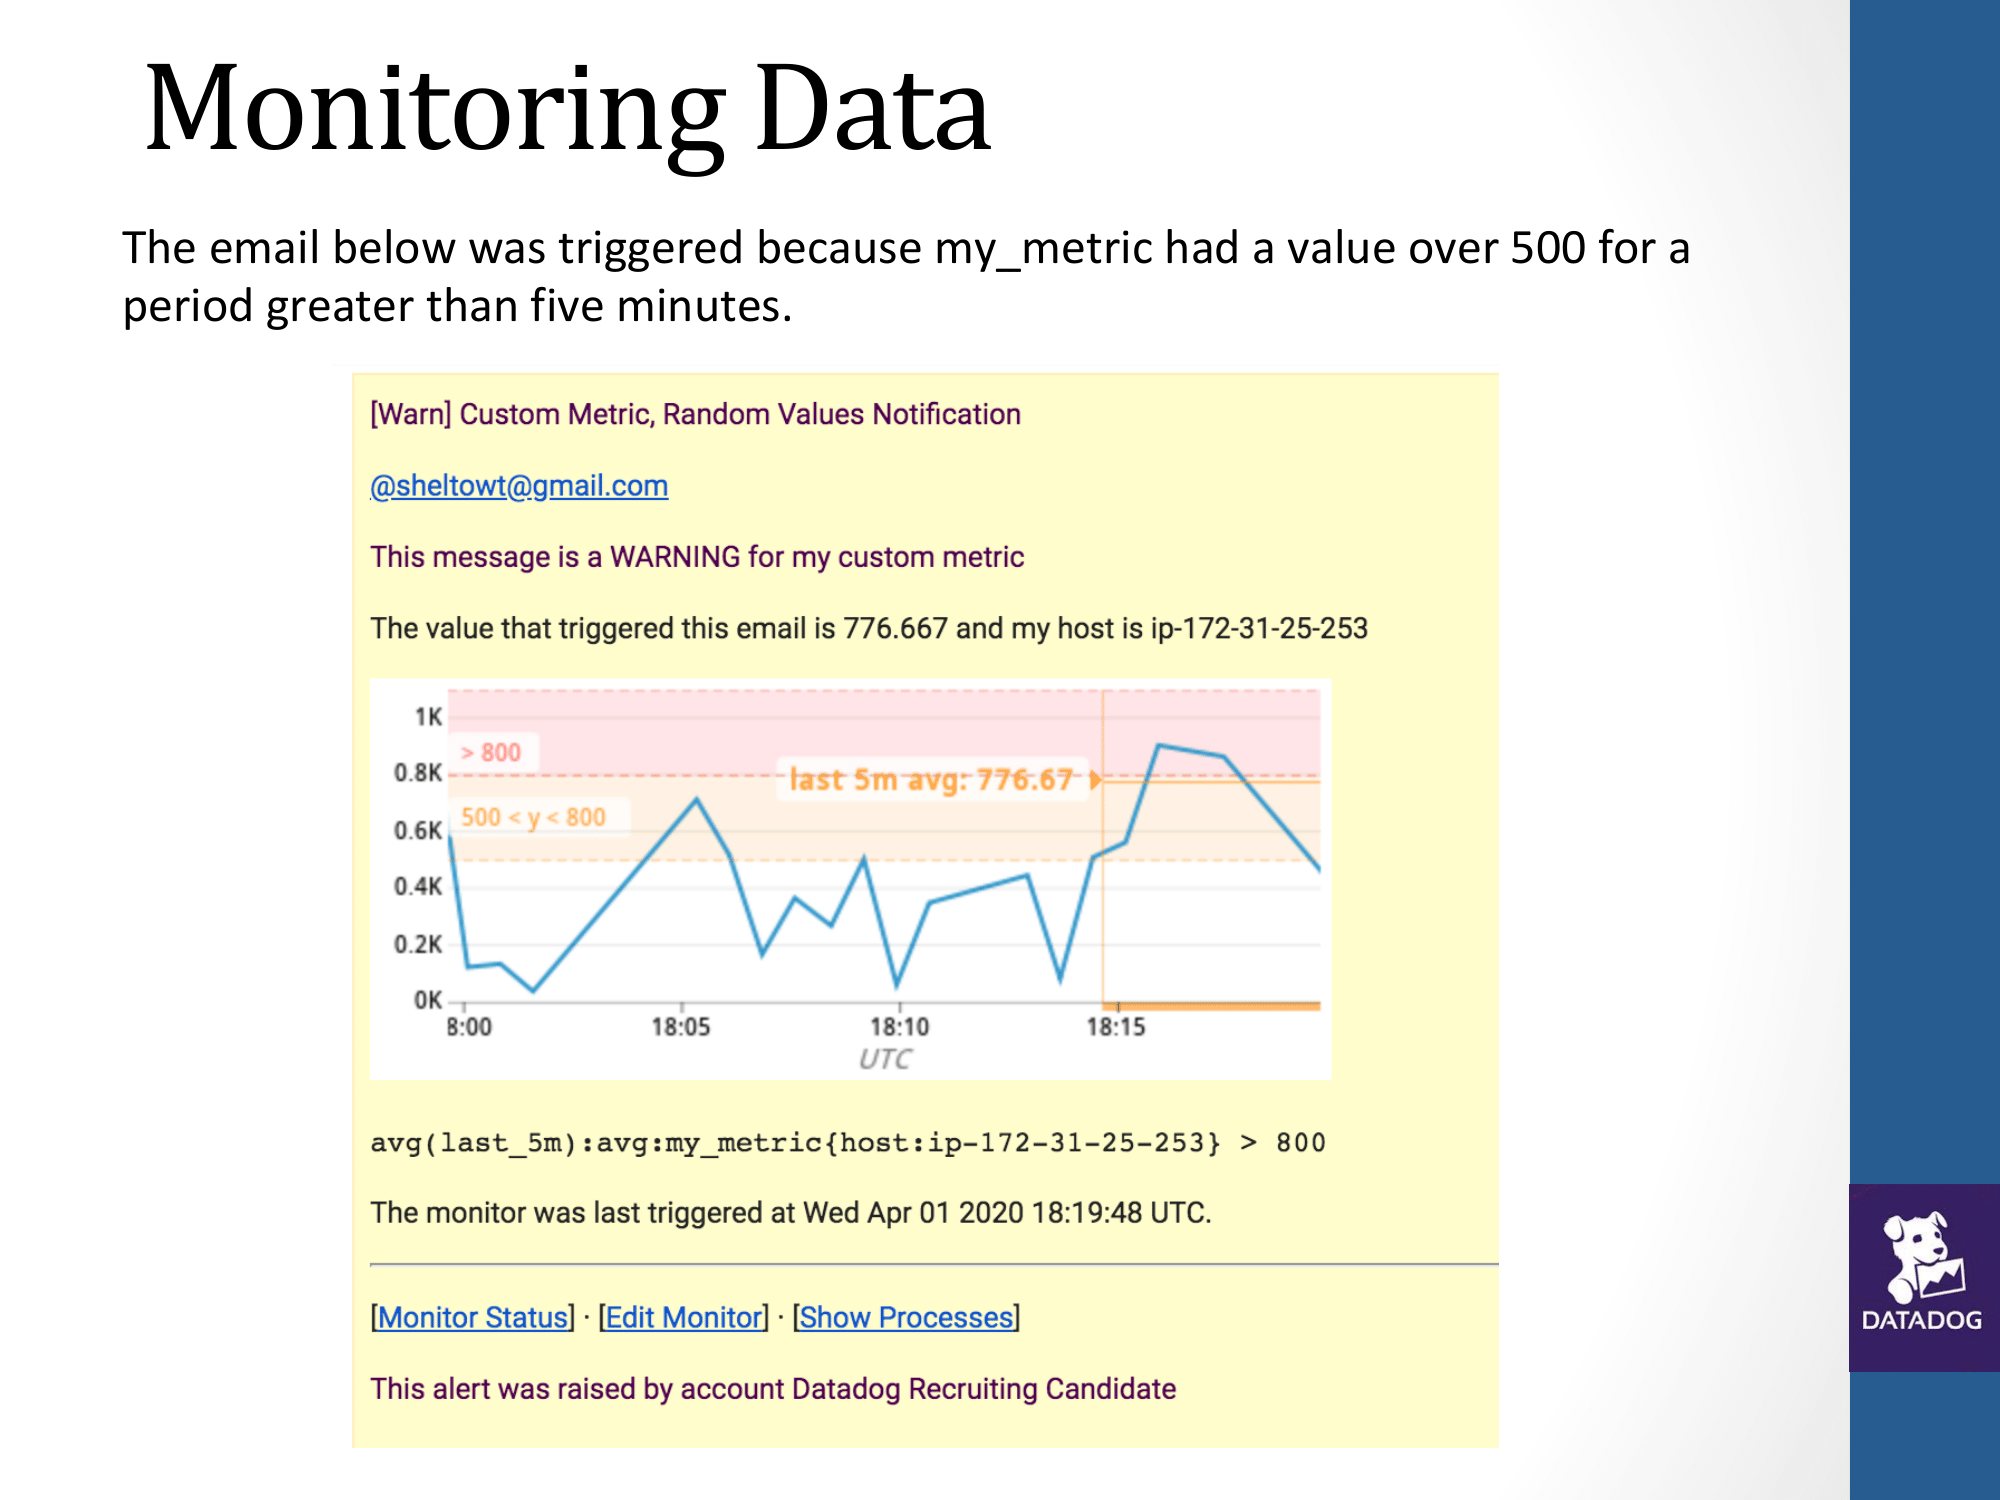 Monitoring Data
The email below was triggered because my_metric had a value over 500 for a
period greater than five minutes.
[Warn] Custom Metric, Random Values Notification
@sheltowt@gmail.com
This message is a WARNING for my custom metric
The value that triggered this email is 776.667 and my host is ip-172-31-25-253
1K
> 800
0.8K
last 5m avg: 776.67
500 < y < 800
0.6K
0.4K
0.2K
0K
8:00 18:05 18:10 18:15
UTC
avg(last_5m):avg:my_metric{host:ip-172-31-25-253} > 800
The monitor was last triggered at Wed Apr 01 2020 18:19:48 UTC.
[Monitor Status] · [Edit Monitor] · [Show Processes]
This alert was raised by account Datadog Recruiting Candidate
DATADOG